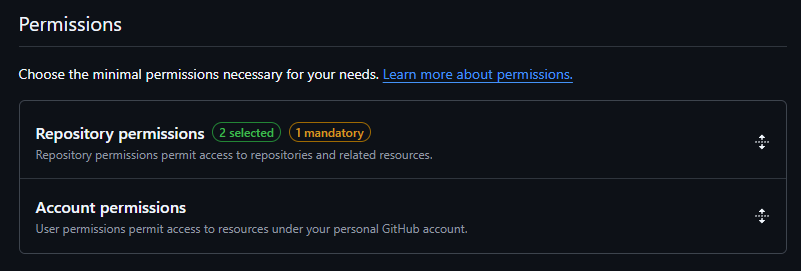 Permissions
Choose the minimal permissions necessary for your needs. Learn more about permissions.
Repository permissions 2 selected 1 mandatory
Repository permissions permit access to repositories and related resources.
Account permissions
User permissions permit access to resources under your personal GitHub account.